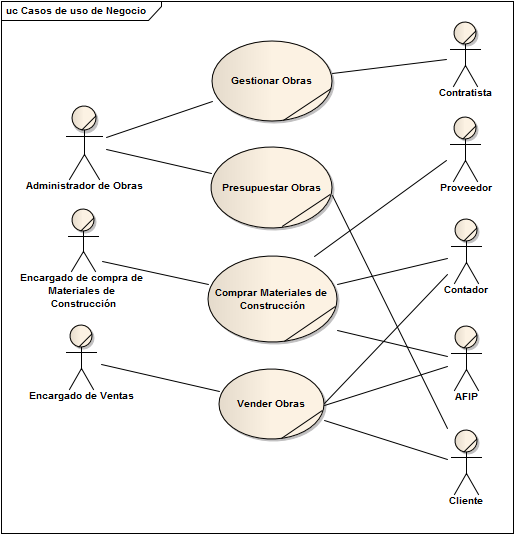 uc Casos de uso de Negocio
Gestionar Obras
Contratista
Administrador de Obras
Presupuestar Obras
Proveedor
Encargado de compra de
Materiales de
Construcción
Comprar Materiales de
Construcción
Contador
Encargado de Ventas
Vender Obras
AFIP
Cliente